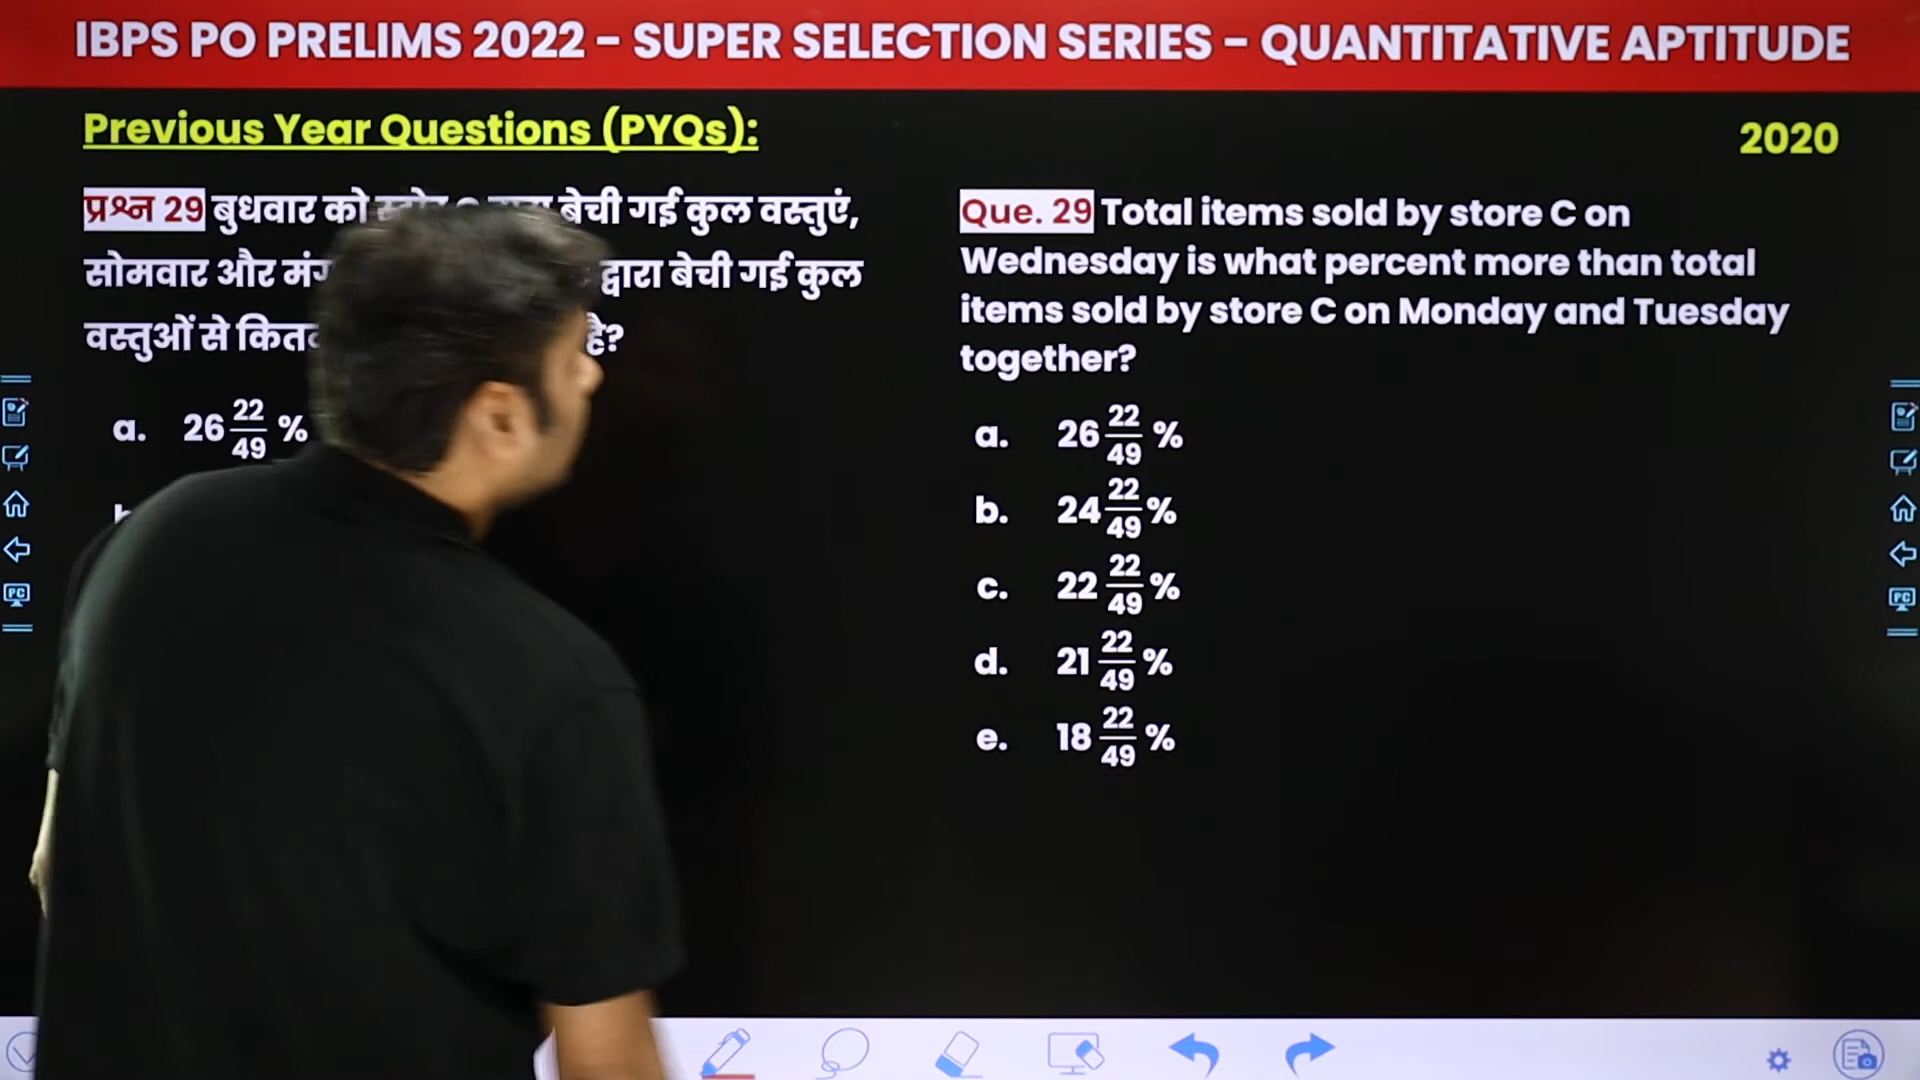 IBPS PO PRELIMS 2022 - SUPER SELECTION SERIES - QUANTITATIVE APTITUDE
Previous Year Questions (PYQs):
2020
प्रश्न 29 बुधवार को बेची गई कुल वस्तुएं,
सोमवार और द्वारा बेची गई कुल
वस्तुओं से है?
a. 26 22/49 %
Que. 29 Total items sold by store C on
Wednesday is what percent more than total
items sold by store C on Monday and Tuesday
together?
a. 26 22/49 %
b. 24 22/49 %
c. 22 22/49 %
d. 21 22/49 %
e. 18 22/49 %
PC
PC